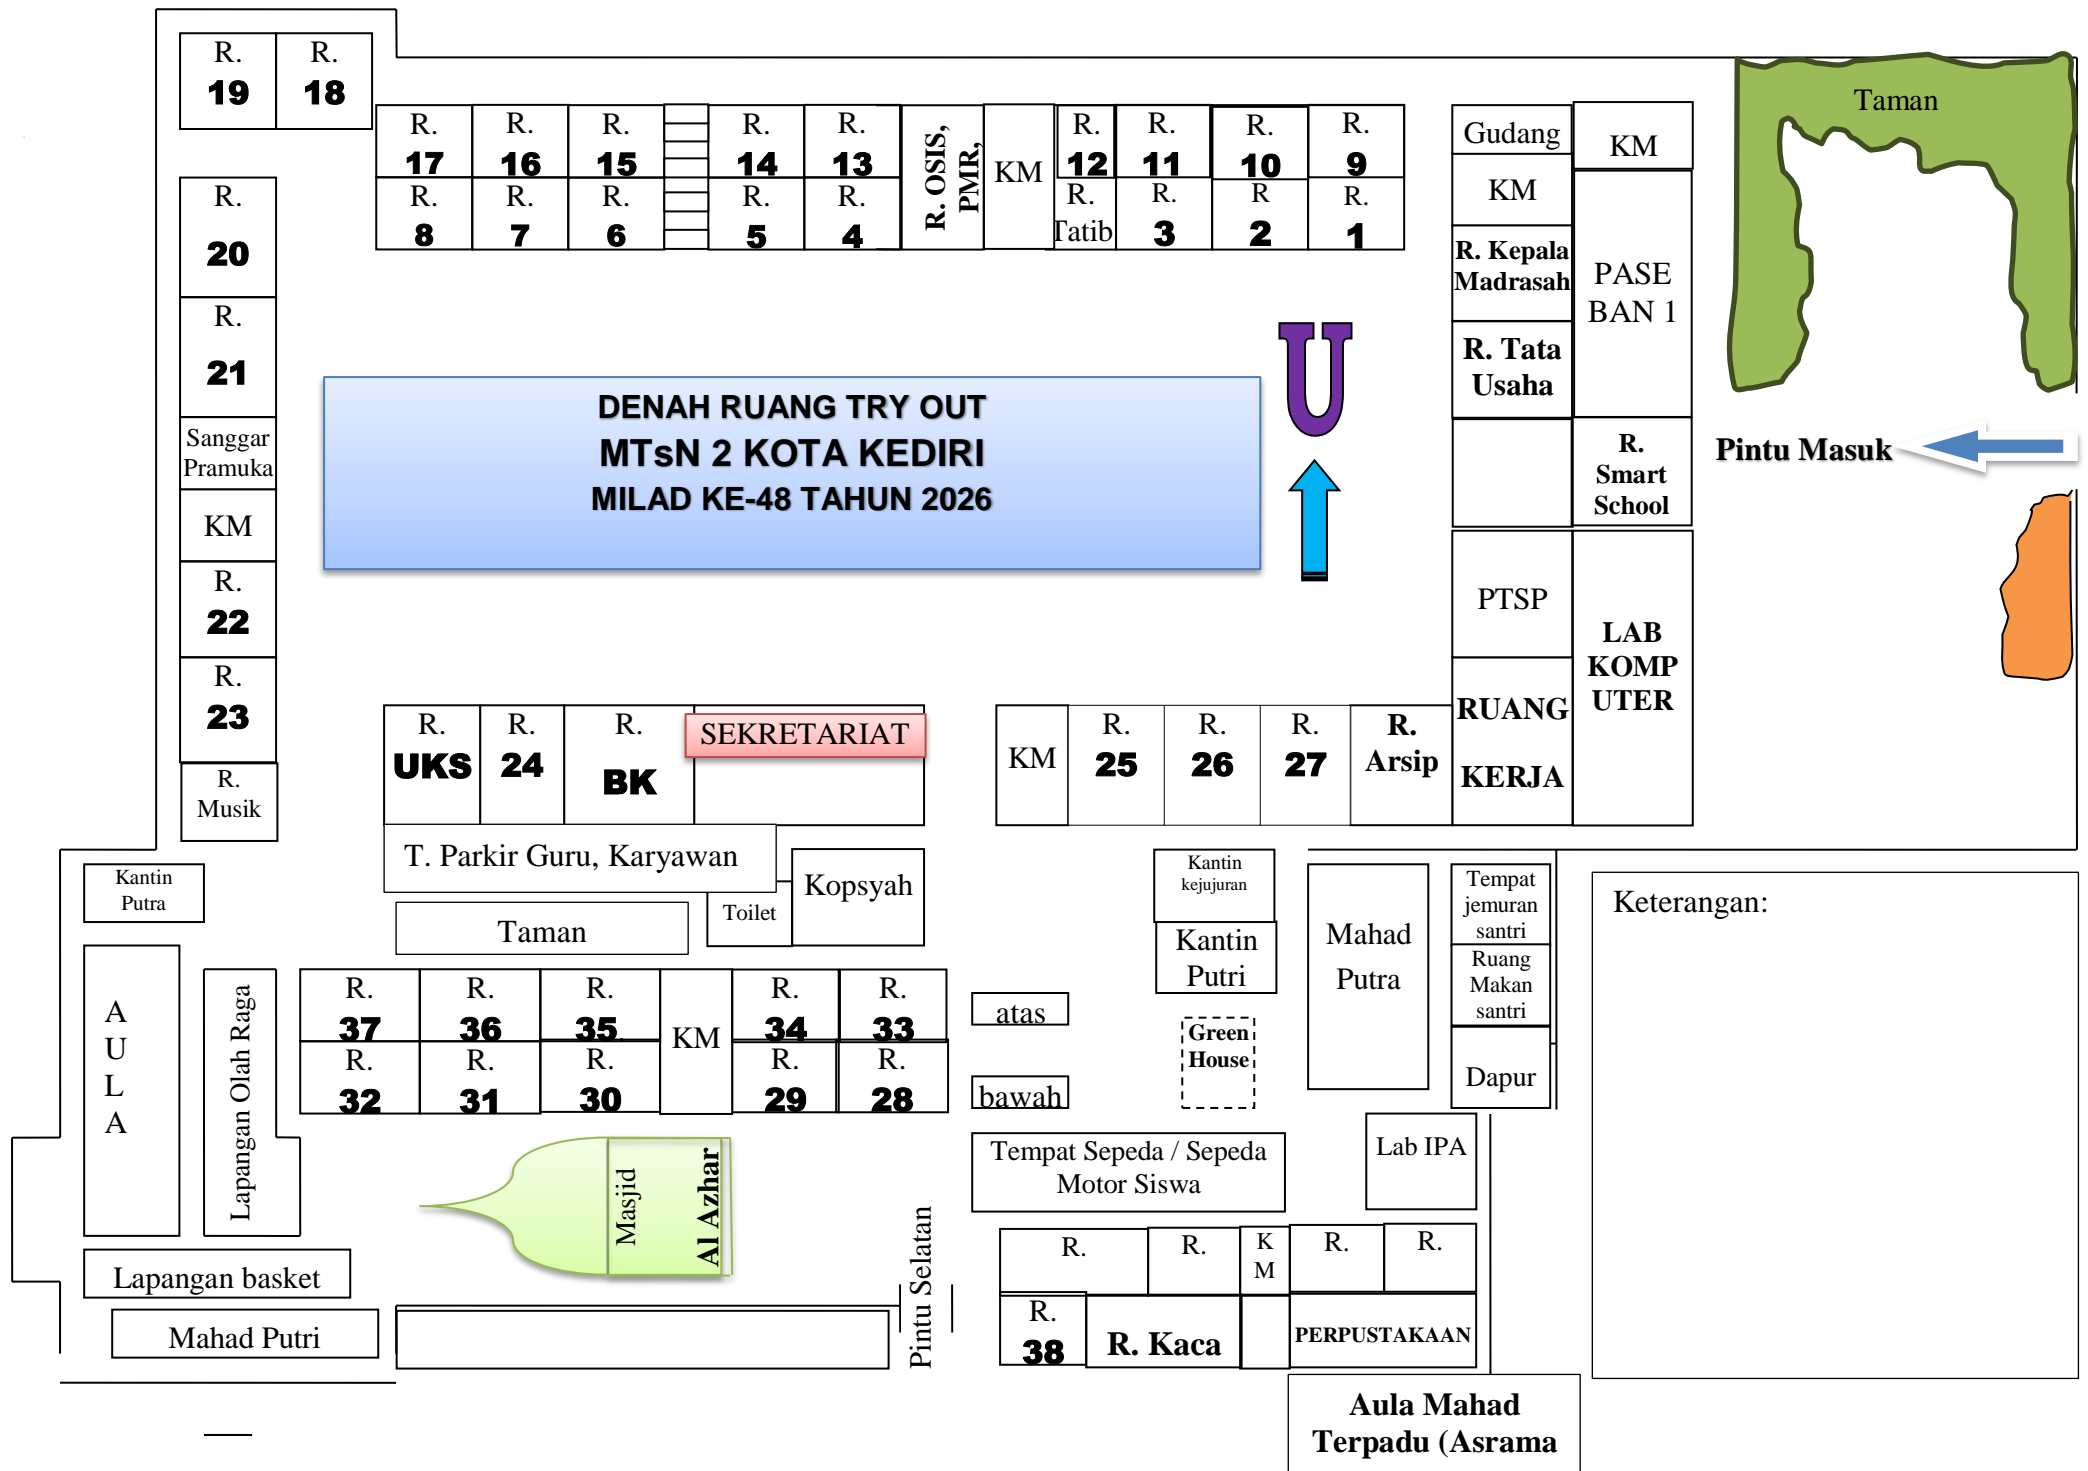 R.
19
R.
18
R.
17
R.
16
R.
15
R.
14
R.
13
R. OSIS,
PMR,
KM
R.
12
R.
11
R.
10
R.
9
R.
8
R.
7
R.
6
R.
5
R.
4
R.
Tatib
R.
3
R
2
R.
1
Gudang
KM
KM
R. Kepala
Madrasah
PASE
BAN 1
R. Tata
Usaha
R.
Smart
School
Taman
Pintu Masuk
R.
20
R.
21
Sanggar
Pramuka
KM
R.
22
R.
23
R.
Musik
DENAH RUANG TRY OUT
MTsN 2 KOTA KEDIRI
MILAD KE-48 TAHUN 2026
U
PTSP
LAB
KOMP
UTER
RUANG
KERJA
R.
UKS
R.
24
R.
BK
SEKRETARIAT
KM
R.
25
R.
26
R.
27
R.
Arsip
T. Parkir Guru, Karyawan
Kopsyah
Toilet
Taman
Kantin
Putra
Kantin
kejujuran
Kantin
Putri
Mahad
Putra
Tempat
jemuran
santri
Ruang
Makan
santri
Dapur
Keterangan:
A
U
L
A
Lapangan Olah Raga
R.
37
R.
36
R.
35
KM
R.
34
R.
33
atas
Green
House
R.
32
R.
31
R.
30
R.
29
R.
28
bawah
Masjid
Al Azhar
Tempat Sepeda / Sepeda
Motor Siswa
Lab IPA
Lapangan basket
Mahad Putri
Pintu Selatan
R.
R.
K
M
R.
R.
R.
38
R. Kaca
PERPUSTAKAAN
Aula Mahad
Terpadu (Asrama